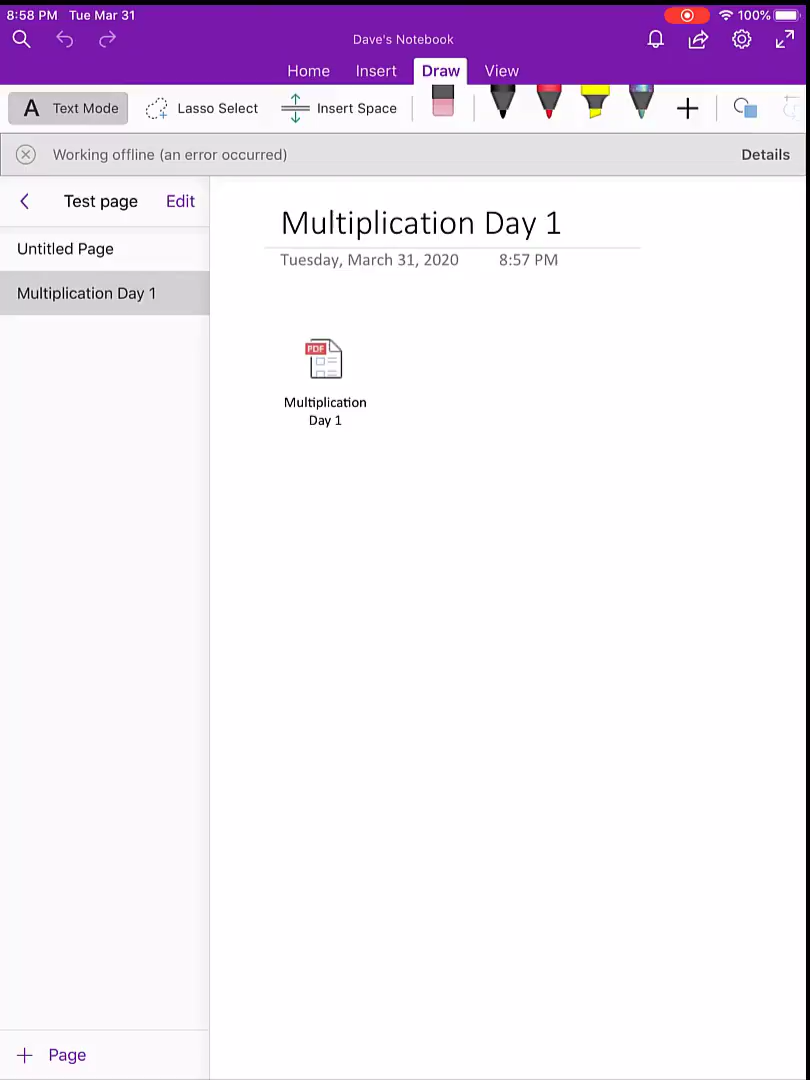 8:58 PM Tue Mar 31
100%
Dave's Notebook
Home Insert Draw View
A Text Mode Lasso Select Insert Space
Working offline (an error occurred) Details
Test page Edit
Untitled Page
Multiplication Day 1
Multiplication Day 1
Tuesday, March 31, 2020 8:57 PM
PDF
Multiplication
Day 1
+ Page